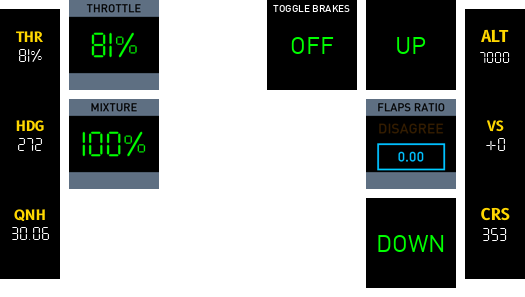 THR
81%
HDG
272
QNH
30.06
THROTTLE
81%
MIXTURE
100%
TOGGLE BRAKES
OFF
UP
FLAPS RATIO
DISAGREE
0.00
DOWN
ALT
7000
VS
+0
CRS
353